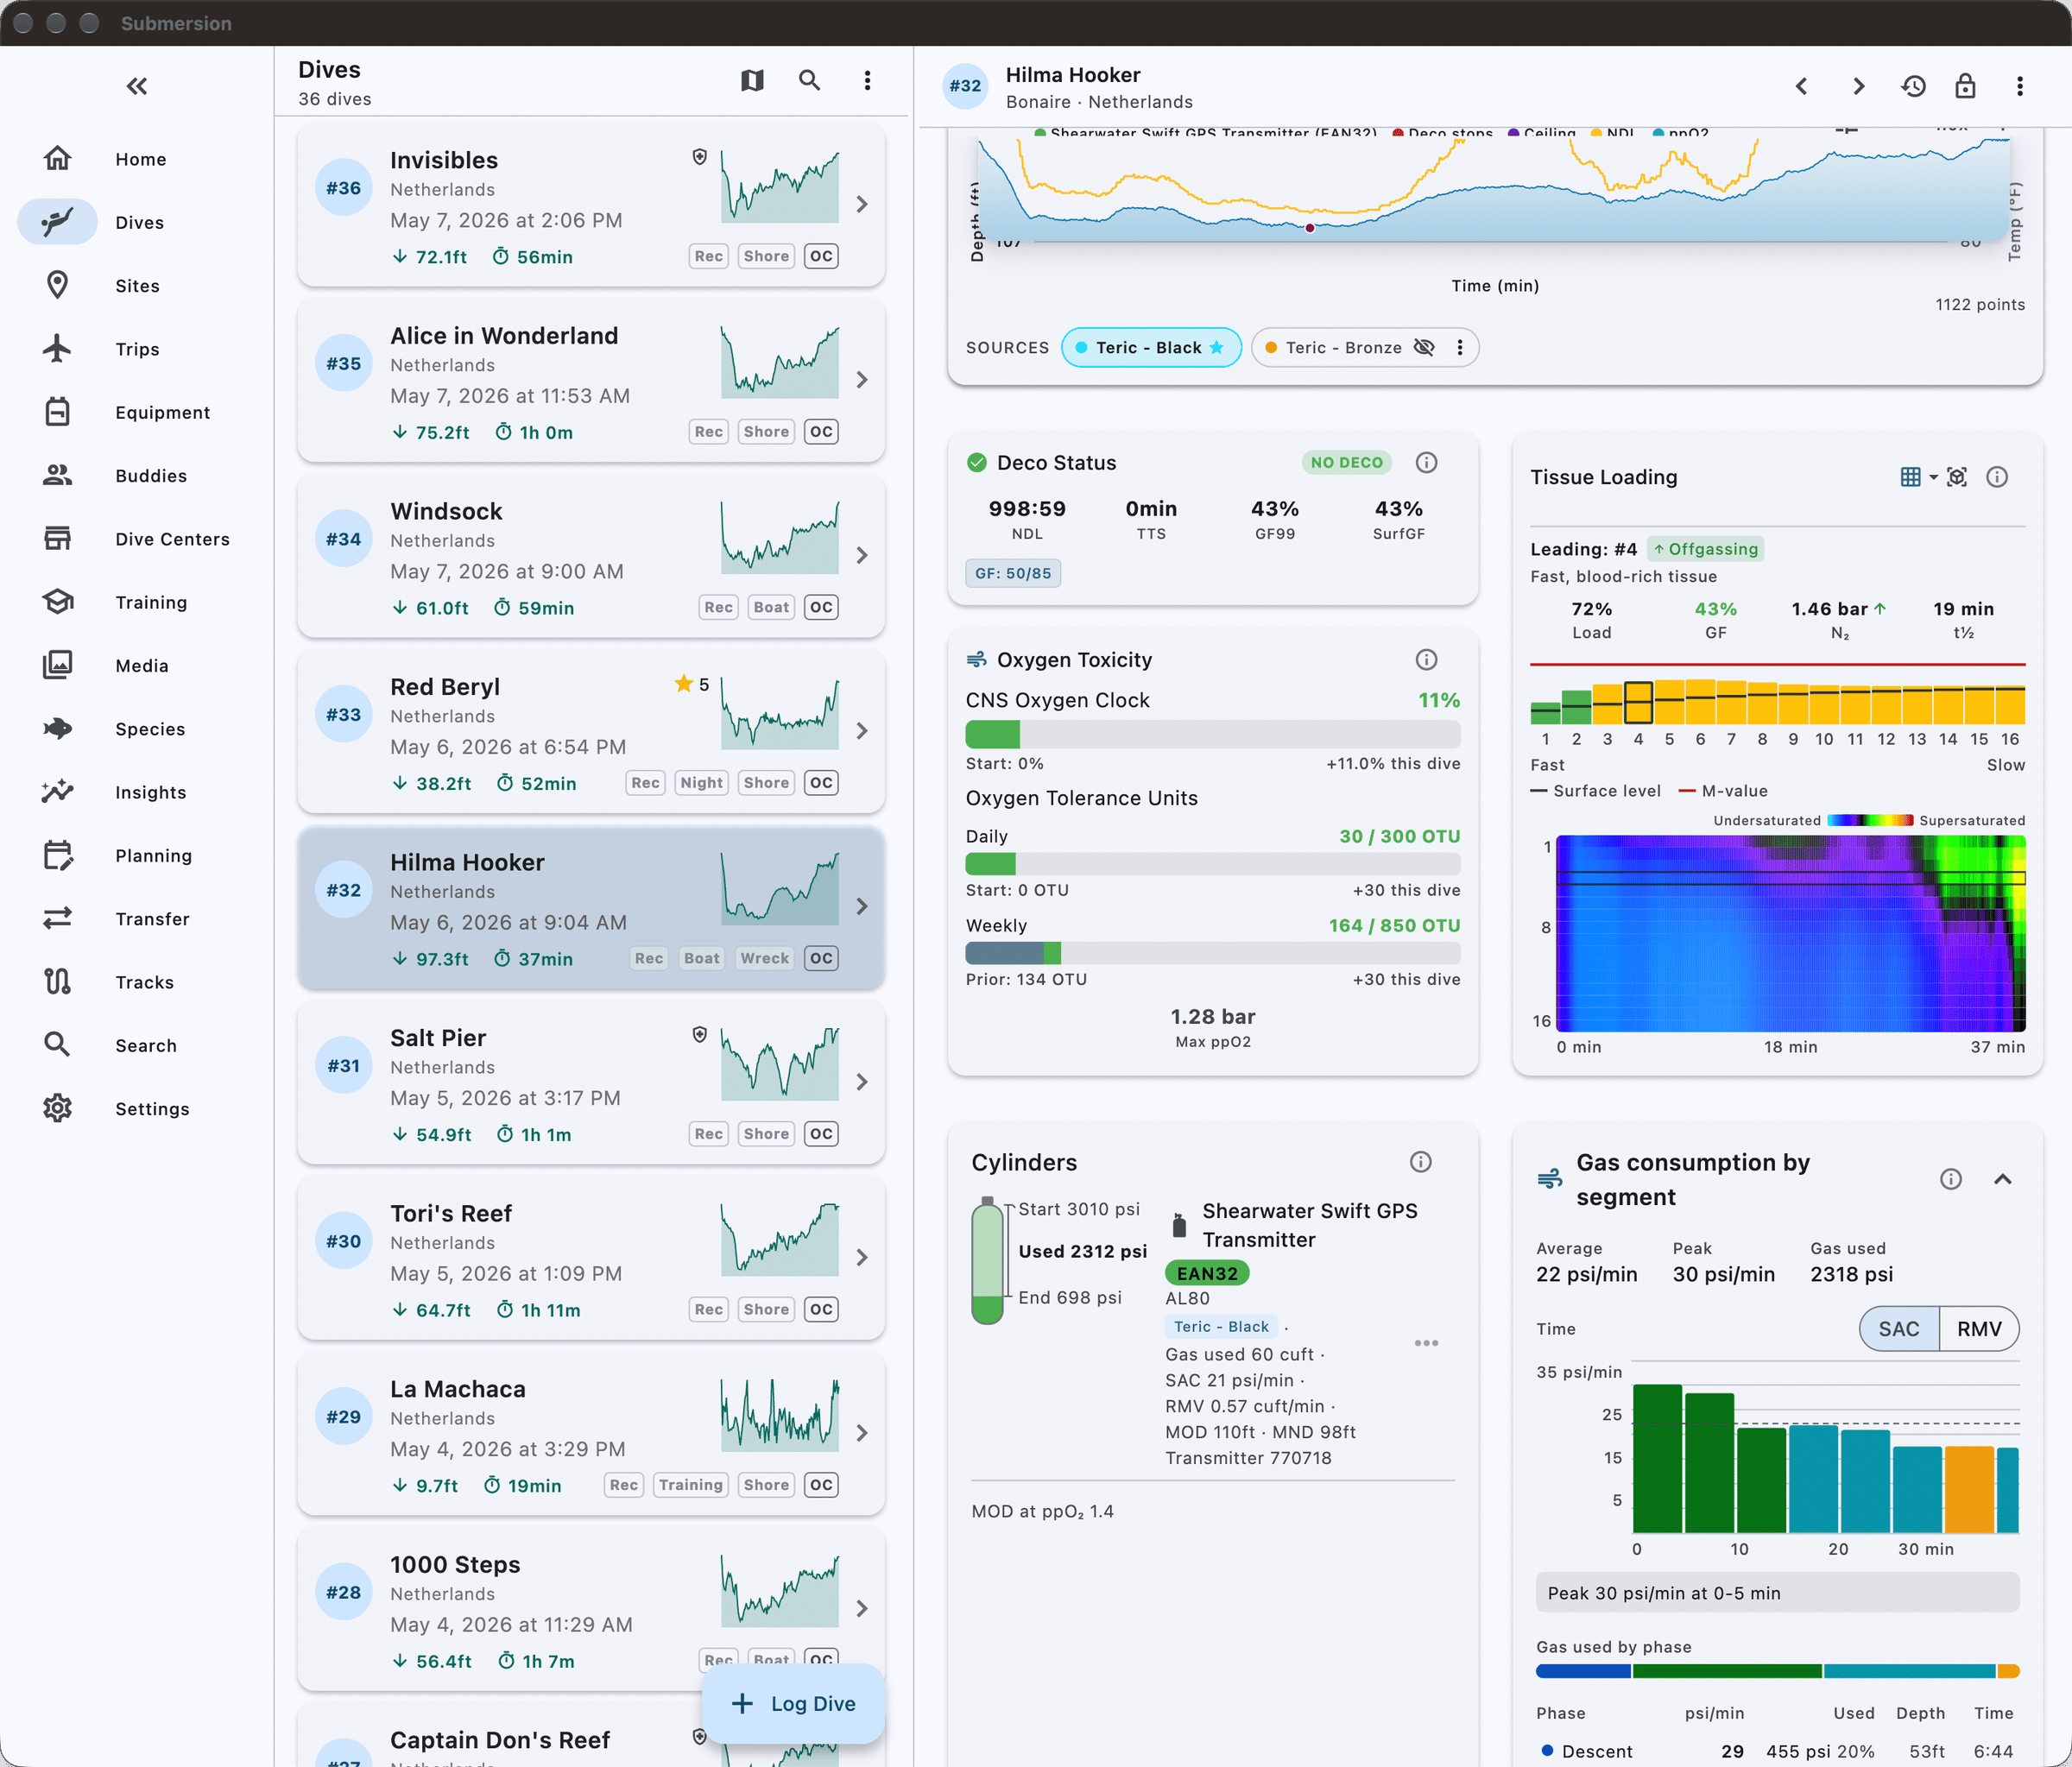 Submersion
Home
Dives
Sites
Trips
Equipment
Buddies
Dive Centers
Training
Media
Species
Insights
Planning
Transfer
Tracks
Search
Settings
Dives
36 dives
#36
Invisibles
Netherlands
May 7, 2026 at 2:06 PM
72.1ft 56min
Rec Shore OC
#35
Alice in Wonderland
Netherlands
May 7, 2026 at 11:53 AM
75.2ft 1h 0m
Rec Shore OC
#34
Windsock
Netherlands
May 7, 2026 at 9:00 AM
61.0ft 59min
Rec Boat OC
#33
Red Beryl
5
Netherlands
May 6, 2026 at 6:54 PM
38.2ft 52min
Rec Night Shore OC
#32
Hilma Hooker
Netherlands
May 6, 2026 at 9:04 AM
97.3ft 37min
Rec Boat Wreck OC
#31
Salt Pier
Netherlands
May 5, 2026 at 3:17 PM
54.9ft 1h 1m
Rec Shore OC
#30
Tori's Reef
Netherlands
May 5, 2026 at 1:09 PM
64.7ft 1h 11m
Rec Shore OC
#29
La Machaca
Netherlands
May 4, 2026 at 3:29 PM
9.7ft 19min
Rec Training Shore OC
#28
1000 Steps
Netherlands
May 4, 2026 at 11:29 AM
56.4ft 1h 7m
Rec Boat OC
Captain Don's Reef
Log Dive
#32
Hilma Hooker
Bonaire · Netherlands
Shearwater Swift GPS Transmitter (EAN32) Deco stops Ceiling NDL ppO2
Depth (ft)
107
80
Temp (°F)
Time (min)
1122 points
SOURCES Teric - Black Teric - Bronze
Deco Status NO DECO
998:59 0min 43% 43%
NDL TTS GF99 SurfGF
GF: 50/85
Oxygen Toxicity
CNS Oxygen Clock 11%
Start: 0% +11.0% this dive
Oxygen Tolerance Units
Daily 30 / 300 OTU
Start: 0 OTU +30 this dive
Weekly 164 / 850 OTU
Prior: 134 OTU +30 this dive
1.28 bar
Max ppO2
Tissue Loading
Leading: #4 ↑ Offgassing
Fast, blood-rich tissue
72% 43% 1.46 bar ↑ 19 min
Load GF N₂ t½
1 2 3 4 5 6 7 8 9 10 11 12 13 14 15 16
Fast Slow
Surface level M-value
Undersaturated Supersaturated
1
8
16
0 min 18 min 37 min
Cylinders
Start 3010 psi
Used 2312 psi
End 698 psi
Shearwater Swift GPS
Transmitter
EAN32
AL80
Teric - Black ·
Gas used 60 cuft ·
SAC 21 psi/min ·
RMV 0.57 cuft/min ·
MOD 110ft · MND 98ft
Transmitter 770718
MOD at ppO₂ 1.4
Gas consumption by
segment
Average Peak Gas used
22 psi/min 30 psi/min 2318 psi
Time SAC RMV
35 psi/min
25
15
5
0 10 20 30 min
Peak 30 psi/min at 0-5 min
Gas used by phase
Phase psi/min Used Depth Time
Descent 29 455 psi 20% 53ft 6:44